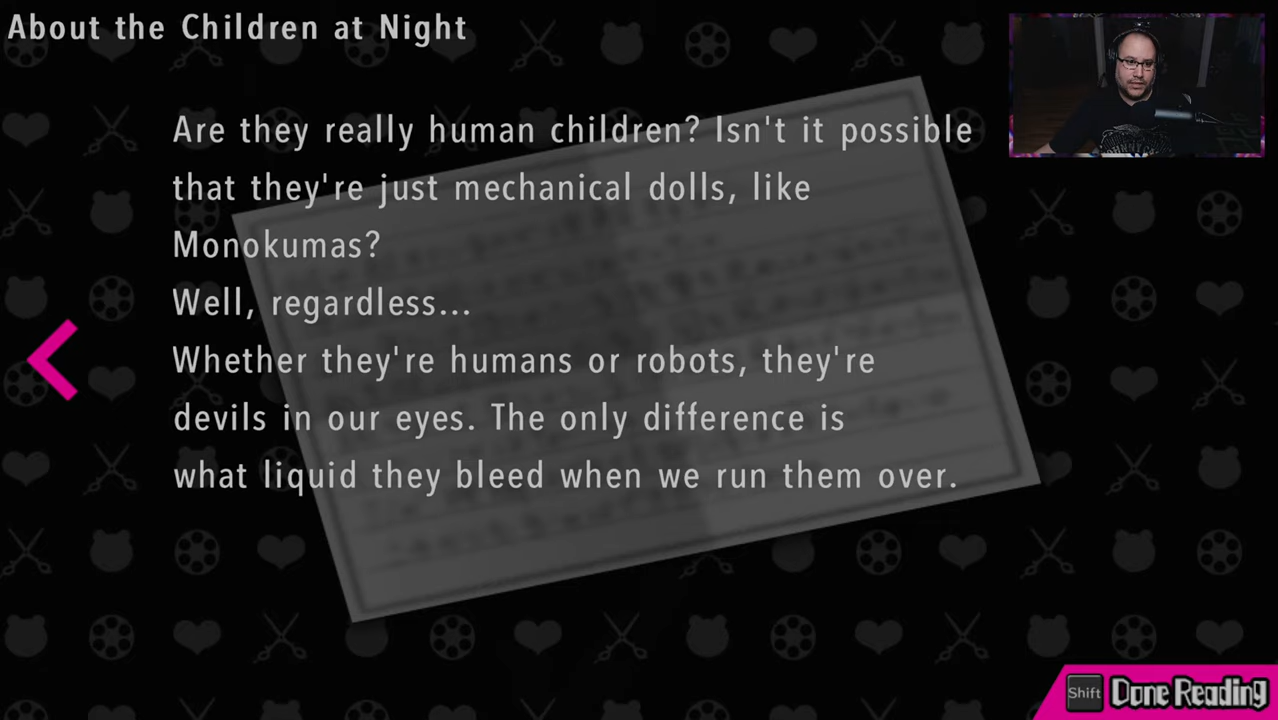 About the Children at Night
Are they really human children? Isn't it possible
that they're just mechanical dolls, like
Monokumas?
Well, regardless...
Whether they're humans or robots, they're
devils in our eyes. The only difference is
what liquid they bleed when we run them over.
Shift Done Reading